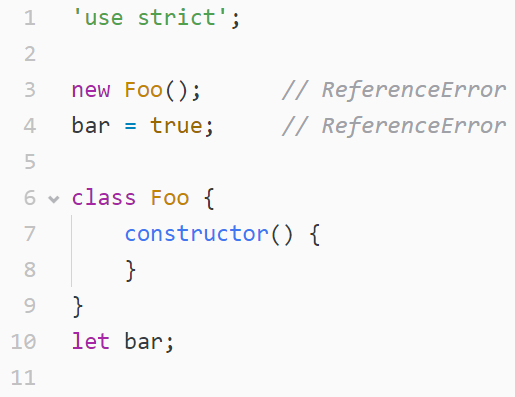 1 'use strict';
2
3 new Foo(); // ReferenceError
4 bar = true; // ReferenceError
5
6 class Foo {
7 constructor() {
8 }
9 }
10 let bar;
11